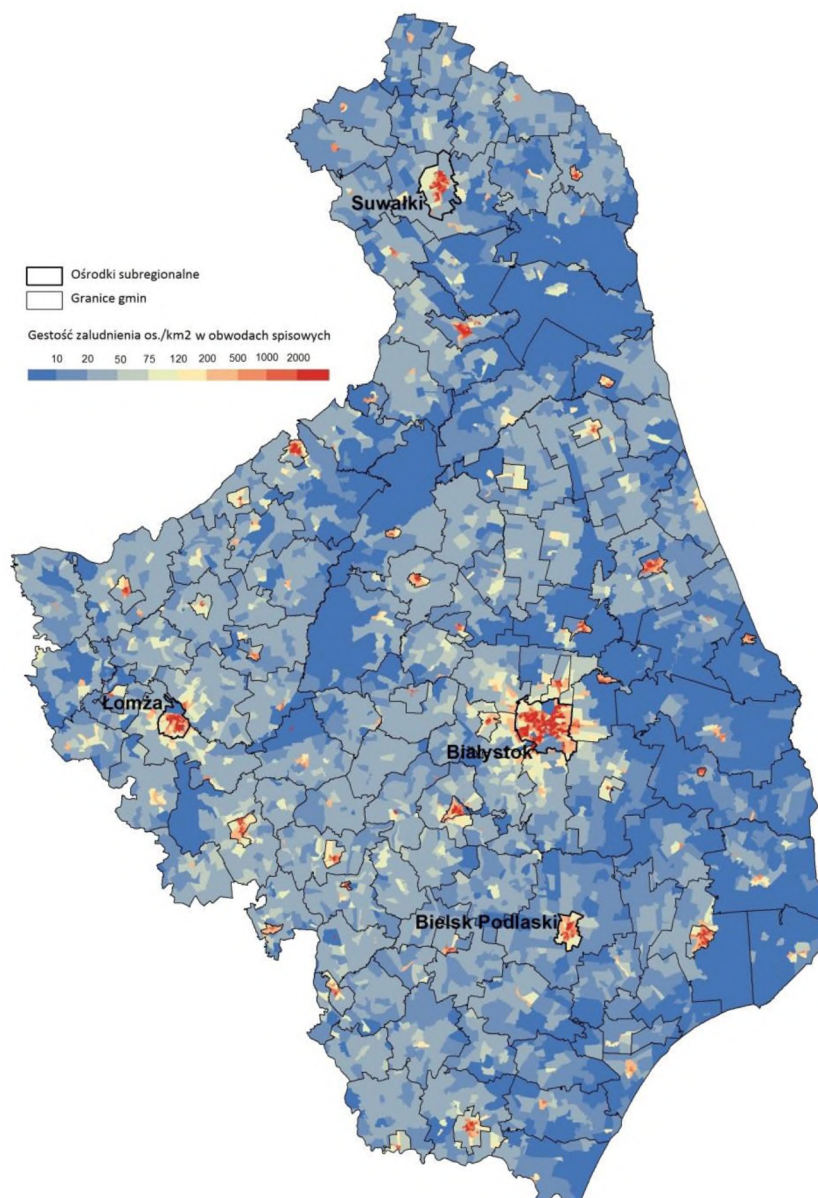 Suwałki
Ośrodki subregionalne
Granice gmin
Gestość zaludnienia os./km2 w obwodach spisowych
10 20 50 75 120 200 500 1000 2000
Łomża
Białystok
Bielsk Podlaski